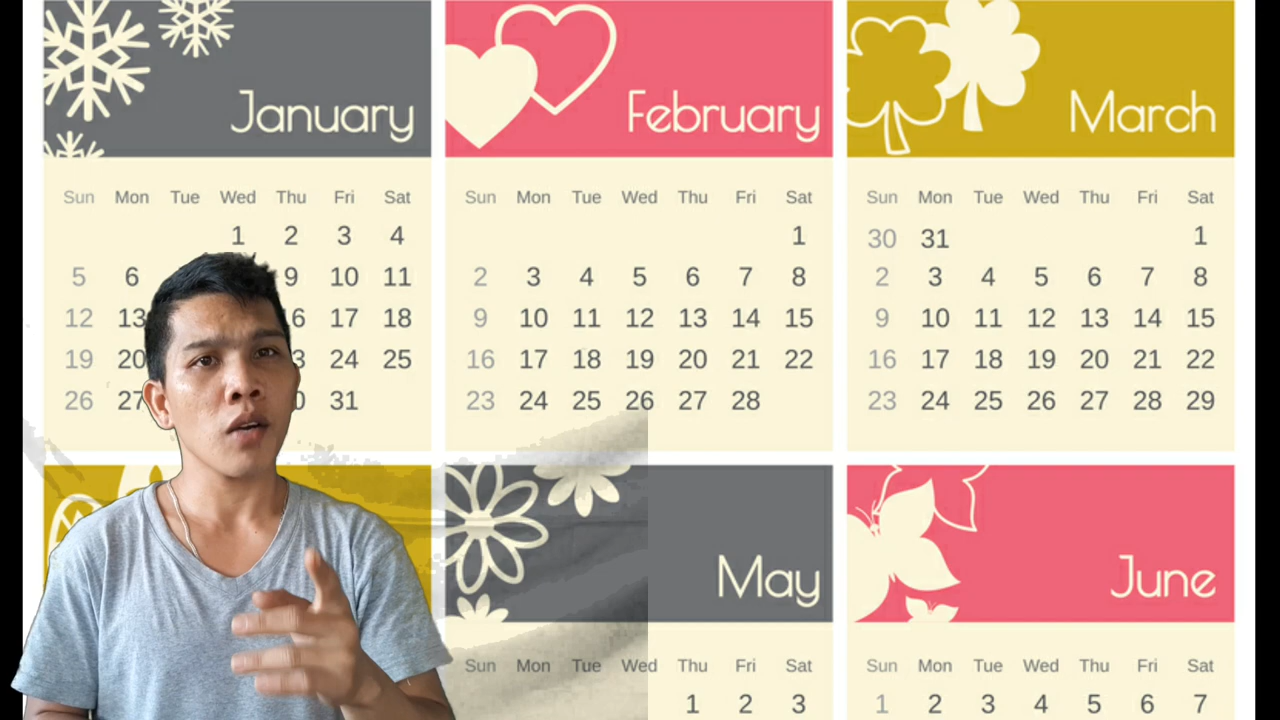 January
Sun Mon Tue Wed Thu Fri Sat
1 2 3 4
5 6 9 10 11
12 13 17 18
19 20 24 25
26 27 31
February
Sun Mon Tue Wed Thu Fri Sat
1
2 3 4 5 6 7 8
9 10 11 12 13 14 15
16 17 18 19 20 21 22
23 24 25 26 27 28
March
Sun Mon Tue Wed Thu Fri Sat
30 31 1
2 3 4 5 6 7 8
9 10 11 12 13 14 15
16 17 18 19 20 21 22
23 24 25 26 27 28 29
May
Sun Mon Tue Wed Thu Fri Sat
1 2 3
June
Sun Mon Tue Wed Thu Fri Sat
1 2 3 4 5 6 7